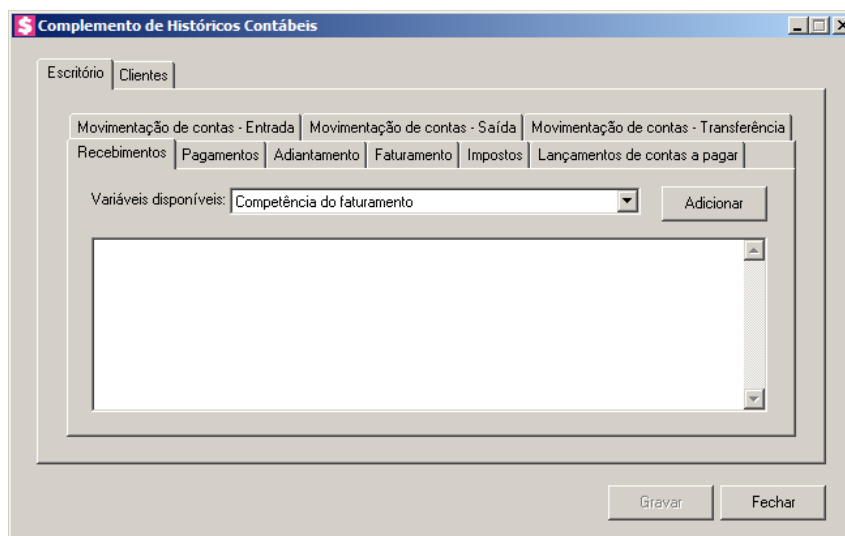 Complemento de Históricos Contábeis
Escritório Clientes
Movimentação de contas - Entrada Movimentação de contas - Saída Movimentação de contas - Transferência
Recebimentos Pagamentos Adiantamento Faturamento Impostos Lançamentos de contas a pagar
Variáveis disponíveis: Competência do faturamento Adicionar
Gravar Fechar